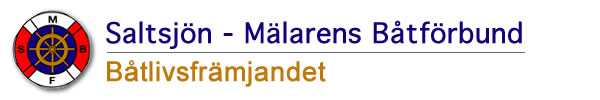 M
S B
F
Saltsjön - Mälarens Båtförbund
Båtlivsfrämjandet